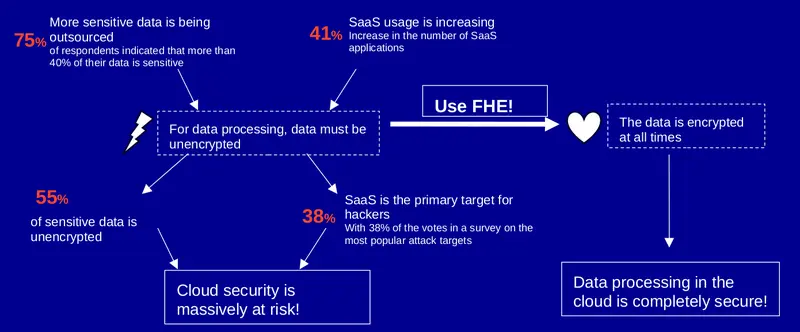 75%
More sensitive data is being
outsourced
of respondents indicated that more than
40% of their data is sensitive
41%
SaaS usage is increasing
Increase in the number of SaaS
applications
For data processing, data must be
unencrypted
Use FHE!
The data is encrypted
at all times
55%
of sensitive data is
unencrypted
38%
SaaS is the primary target for
hackers
With 38% of the votes in a survey on the
most popular attack targets
Cloud security is
massively at risk!
Data processing in the
cloud is completely secure!